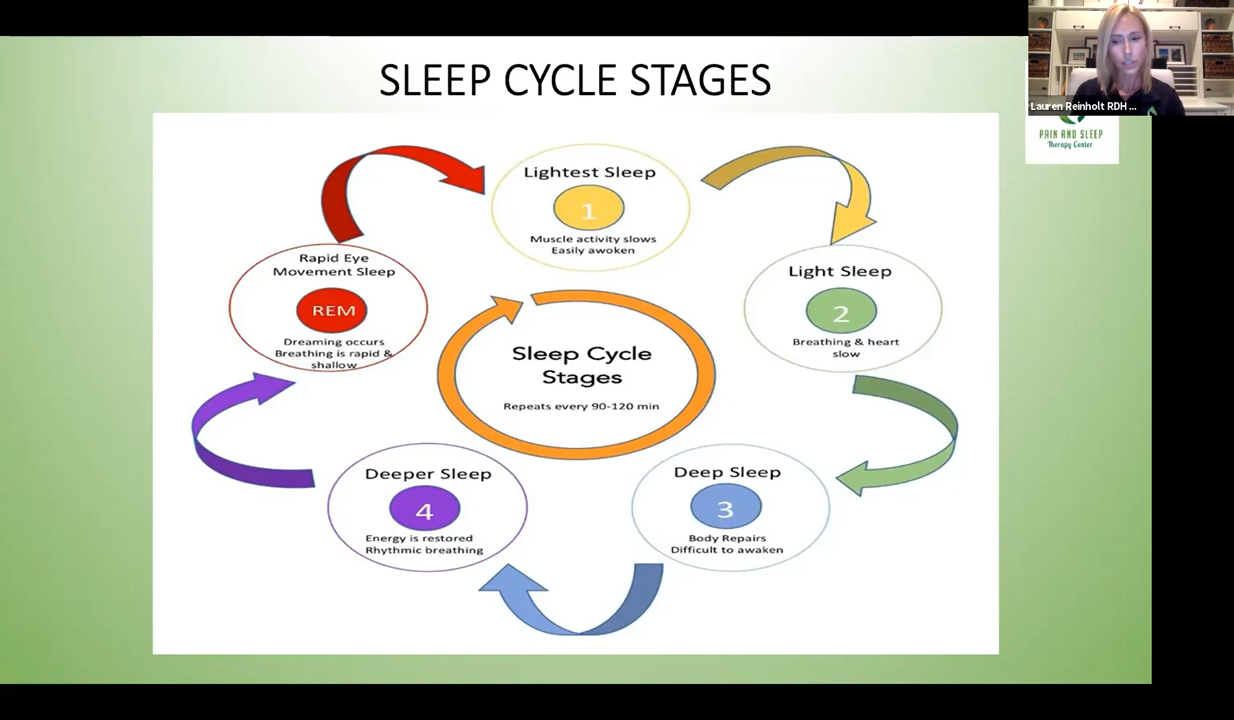 SLEEP CYCLE STAGES
Lauren Reinholt RDH ...
PAIN AND SLEEP
Therapy Center
Lightest Sleep
1
Muscle activity slows
Easily awoken
Light Sleep
2
Breathing & heart
slow
Deep Sleep
3
Body Repairs
Difficult to awaken
Deeper Sleep
4
Energy is restored
Rhythmic breathing
Rapid Eye
Movement Sleep
REM
Dreaming occurs
Breathing is rapid &
shallow
Sleep Cycle
Stages
Repeats every 90-120 min